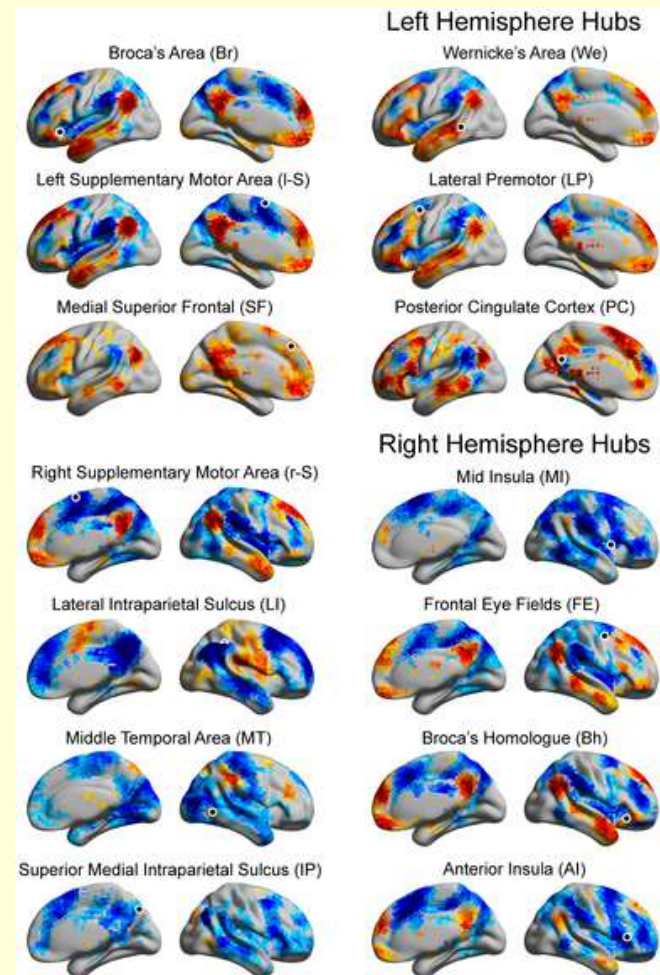 Left Hemisphere Hubs
Broca's Area (Br)
Wernicke's Area (We)
Left Supplementary Motor Area (l-S)
Lateral Premotor (LP)
Medial Superior Frontal (SF)
Posterior Cingulate Cortex (PC)
Right Hemisphere Hubs
Right Supplementary Motor Area (r-S)
Mid Insula (MI)
Lateral Intraparietal Sulcus (LI)
Frontal Eye Fields (FE)
Middle Temporal Area (MT)
Broca's Homologue (Bh)
Superior Medial Intraparietal Sulcus (IP)
Anterior Insula (AI)